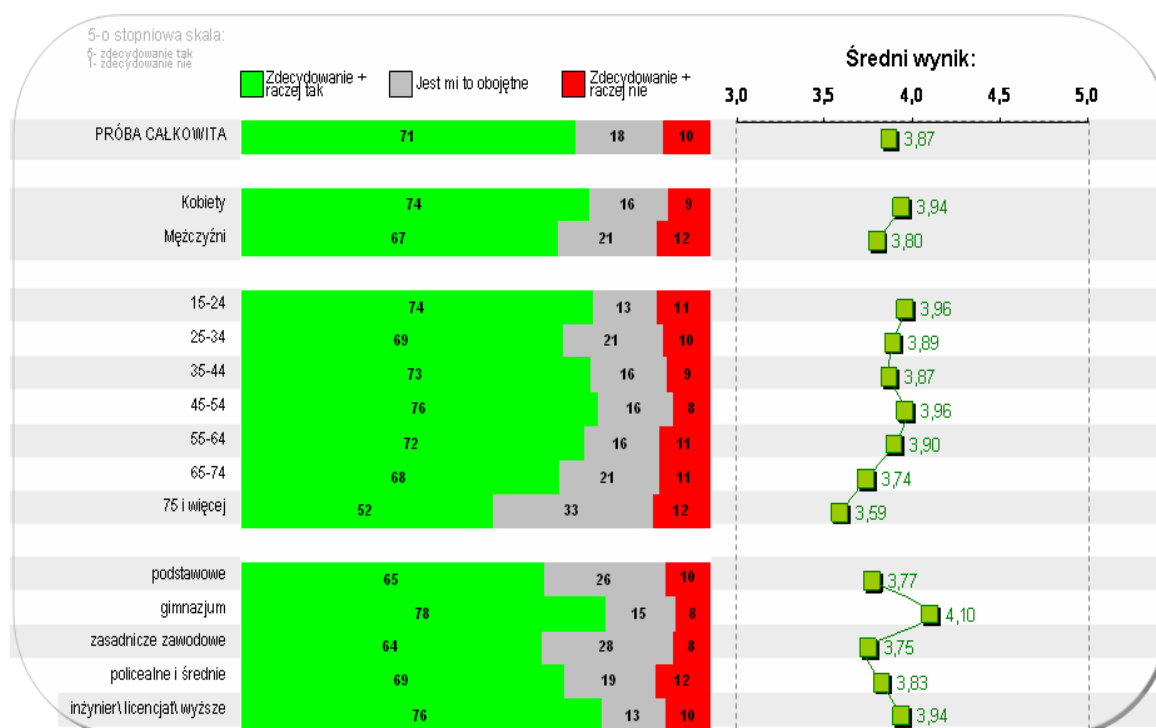 5-o stopniowa skala:
5- zdecydowanie tak
1- zdecydowanie nie
Zdecydowanie +
raczej tak
Jest mi to obojętne
Zdecydowanie +
raczej nie
Średni wynik:
3,0 3,5 4,0 4,5 5,0
PRÓBA CAŁKOWITA 71 18 10 3,87
Kobiety 74 16 9 3,94
Mężczyźni 67 21 12 3,80
15-24 74 13 11 3,96
25-34 69 21 10 3,89
35-44 73 16 9 3,87
45-54 76 16 8 3,96
55-64 72 16 11 3,90
65-74 68 21 11 3,74
75 i więcej 52 33 12 3,59
podstawowe 65 26 10 3,77
gimnazjum 78 15 8 4,10
zasadnicze zawodowe 64 28 8 3,75
policealne i średnie 69 19 12 3,83
inżynier\ licencjat\ wyższe 76 13 10 3,94